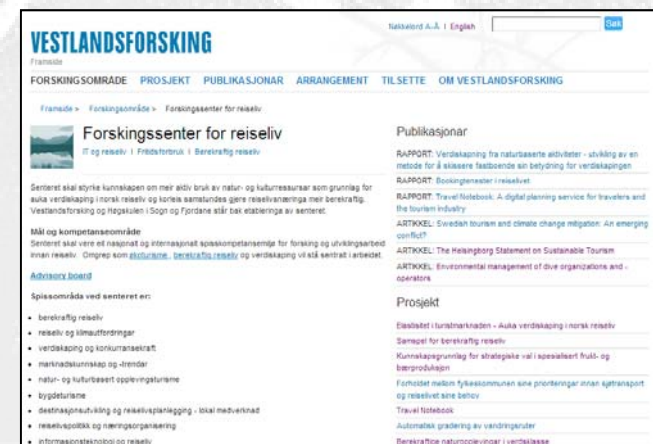 Nøkkelord A-Å | English
Søk
VESTLANDSFORSKING
Framside
FORSKINGSOMRÅDE PROSJEKT PUBLIKASJONAR ARRANGEMENT TILSETTE OM VESTLANDSFORSKING
Framside > Forskingsområde > Forskingssenter for reiseliv
Forskingssenter for reiseliv
IT og reiseliv | Fritidsforbruk | Berekraftig reiseliv
Senteret skal styrke kunnskapen om meir aktiv bruk av natur- og kulturressursar som grunnlag for
auka verdiskaping i norsk reiseliv og korleis samstundes gjere reiselivsnæringa meir berekraftig.
Vestlandsforsking og Høgskulen i Sogn og Fjordane står bak etableringa av senteret.
Mål og kompetanseområde
Senteret skal vere eit nasjonalt og internasjonalt spisskompetansemiljø for forsking og utviklingsarbeid
innan reiseliv. Omgrep som økoturisme, berekraftig reiseliv og verdiskaping vil stå sentralt i arbeidet.
Advisory board
Spissområda ved senteret er:
• berekraftig reiseliv
• reiseliv og klimautfordringar
• verdiskaping og konkurransekraft
• marknadskunnskap og -trendar
• natur- og kulturbasert opplevingsturisme
• bygdeturisme
• destinasjonsutvikling og reiselivsplanlegging - lokal medverknad
• reiselivspolitikk og næringsorganisering
• informasjonsteknologi og reiseliv
Publikasjonar
RAPPORT: Verdiskapning fra naturbaserte aktiviteter - utvikling av en
metode for å skissere fastboende sin betydning for verdiskapingen
RAPPORT: Bookingtenester i reiselivet
RAPPORT: Travel Notebook: A digital planning service for travelers and
the tourism industry
ARTIKKEL: Swedish tourism and climate change mitigation: An emerging
conflict?
ARTIKKEL: The Helsingborg Statement on Sustainable Tourism
ARTIKKEL: Environmental management of dive organizations and -
operators
Prosjekt
Elastisitet i turistmarknaden - Auka verdiskaping i norsk reiseliv
Samspel for berekraftig reiseliv
Kunnskapsgrunnlag for strategiske val i spesialisert frukt- og
bærproduksjon
Forholdet mellom fylkeskommunen sine prioriteringar innan sjøtransport
og reiselivet sine behov
Travel Notebook
Automatisk gradering av vandringsruter
Berekraftige naturopplevingar i verdsklasse